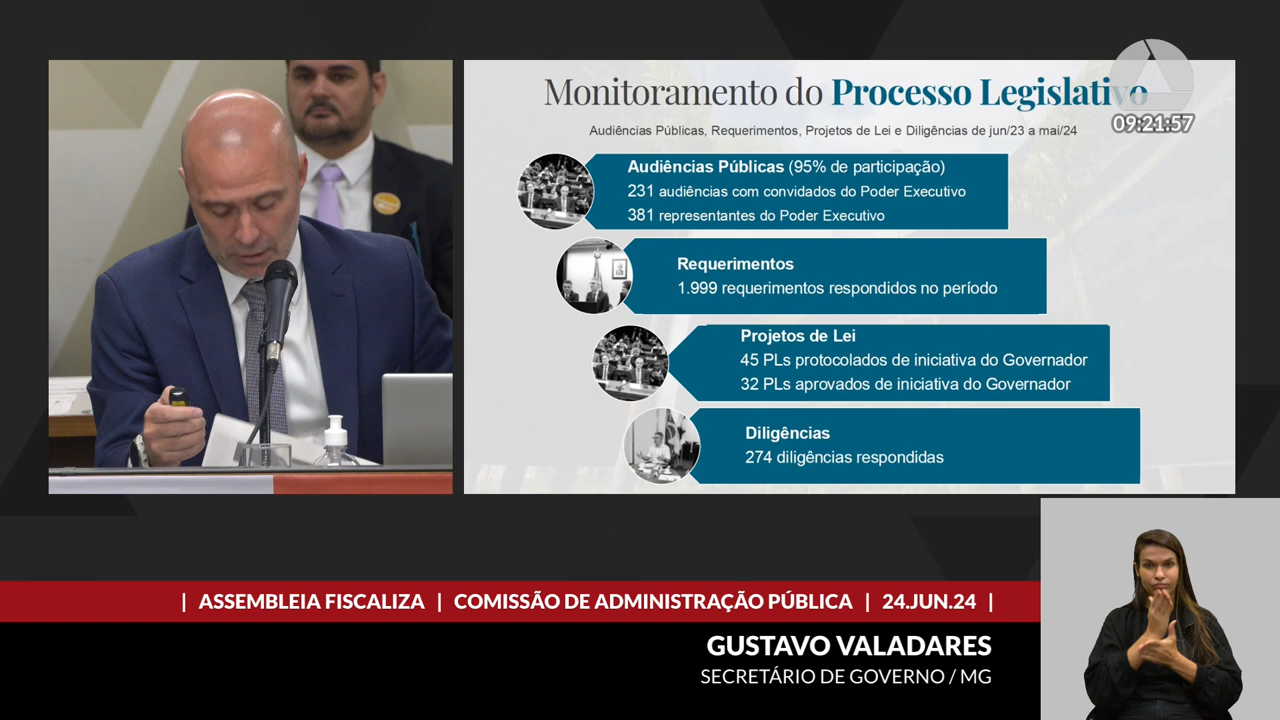 Monitoramento do Processo Legislativo
09:21:57
Audiências Públicas, Requerimentos, Projetos de Lei e Diligências de jun/23 a mai/24
Audiências Públicas (95% de participação)
231 audiências com convidados do Poder Executivo
381 representantes do Poder Executivo
Requerimentos
1.999 requerimentos respondidos no período
Projetos de Lei
45 PLs protocolados de iniciativa do Governador
32 PLs aprovados de iniciativa do Governador
Diligências
274 diligências respondidas
| ASSEMBLEIA FISCALIZA | COMISSÃO DE ADMINISTRAÇÃO PÚBLICA | 24.JUN.24 |
GUSTAVO VALADARES
SECRETÁRIO DE GOVERNO / MG